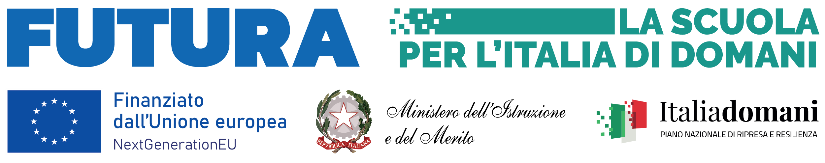 FUTURA
LA SCUOLA
PER L’ITALIA DI DOMANI
Finanziato
dall’Unione europea
NextGenerationEU
Ministero dell’Istruzione
e del Merito
Italiadomani
PIANO NAZIONALE DI RIPRESA E RESILIENZA